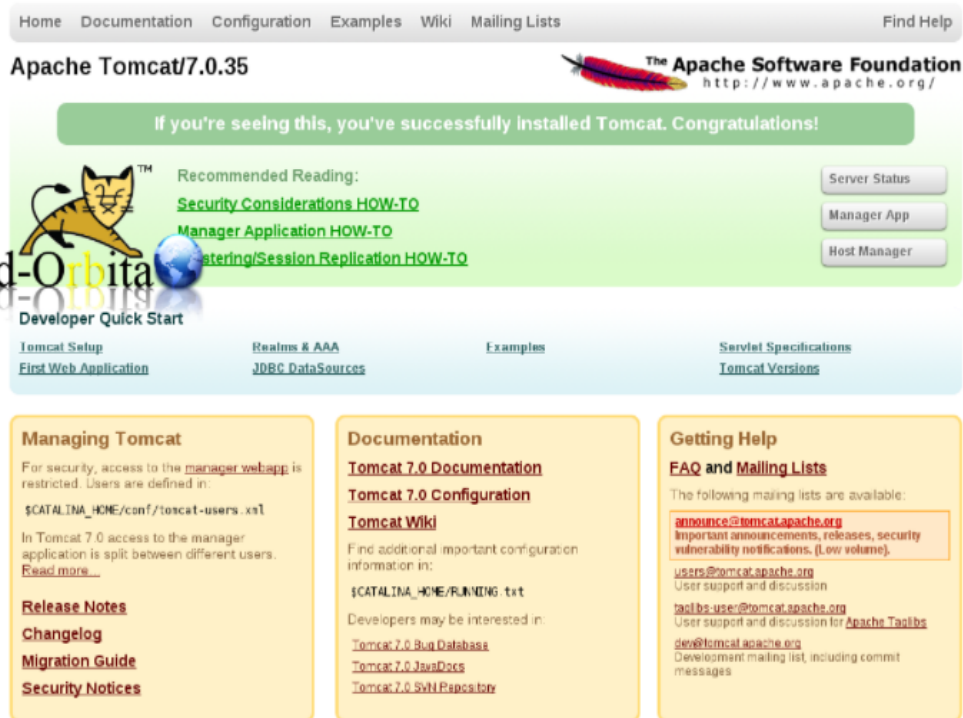 Home Documentation Configuration Examples Wiki Mailing Lists Find Help
Apache Tomcat/7.0.35
The Apache Software Foundation
http://www.apache.org/
If you're seeing this, you've successfully installed Tomcat. Congratulations!
TM
Recommended Reading:
Security Considerations HOW-TO
Manager Application HOW-TO
stering/Session Replication HOW-TO
Server Status
Manager App
Host Manager
d-Orbita
Developer Quick Start
Tomcat Setup
First Web Application
Realms & AAA
JDBC DataSources
Examples
Servlet Specifications
Tomcat Versions
Managing Tomcat
For security, access to the manager webapp is
restricted. Users are defined in:
$CATALINA_HOME/conf/tomcat-users.xml
In Tomcat 7.0 access to the manager
application is split between different users.
Read more...
Release Notes
Changelog
Migration Guide
Security Notices
Documentation
Tomcat 7.0 Documentation
Tomcat 7.0 Configuration
Tomcat Wiki
Find additional important configuration
information in:
$CATALINA_HOME/RUNNING.txt
Developers may be interested in:
Tomcat 7.0 Bug Database
Tomcat 7.0 JavaDocs
Tomcat 7.0 SVN Repository
Getting Help
FAQ and Mailing Lists
The following mailing lists are available:
announce@tomcat.apache.org
Important announcements, releases, security
vulnerability notifications. (Low volume).
users@tomcat.apache.org
User support and discussion
taglibs-user@tomcat.apache.org
User support and discussion for Apache Taglibs
dev@tomcat.apache.org
Development mailing list, including commit
messages